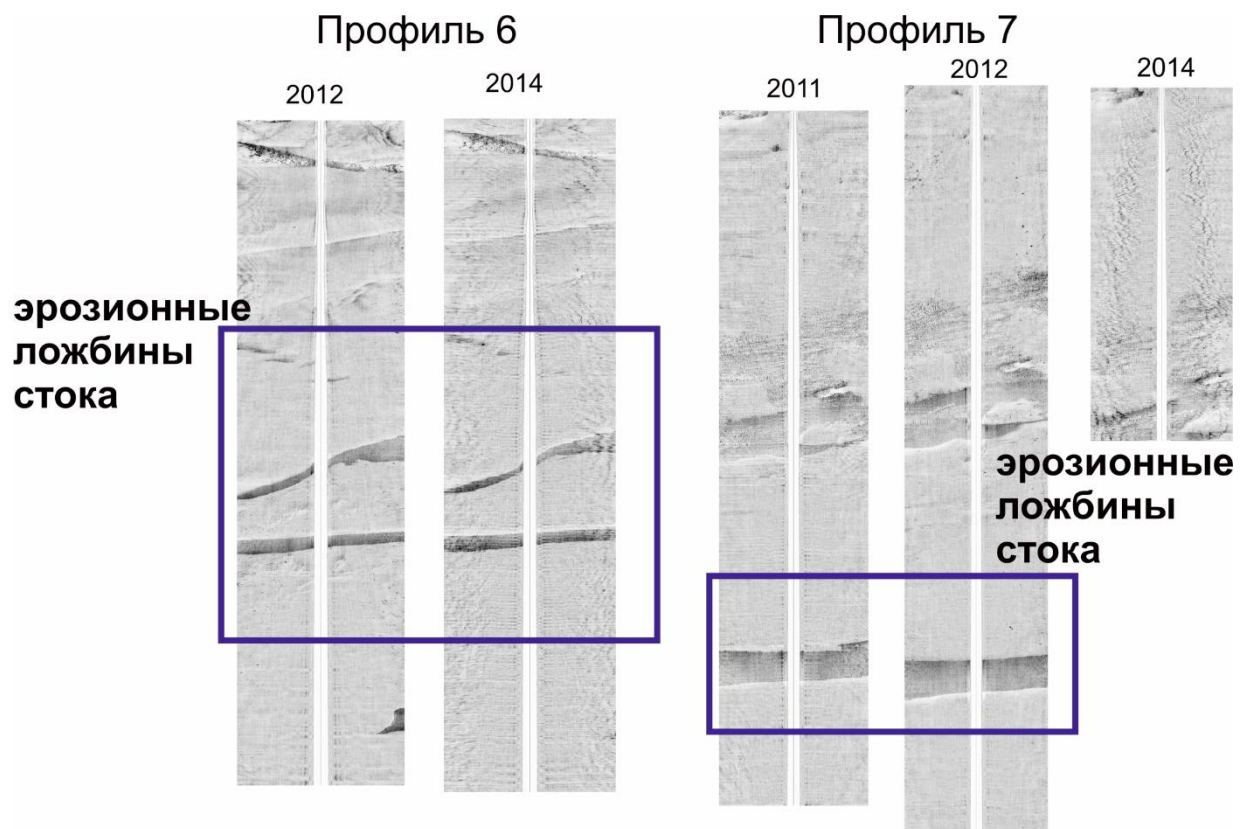 Профиль 6
Профиль 7
2012
2014
2011
2012
2014
эрозионные
ложбины
стока
эрозионные
ложбины
стока